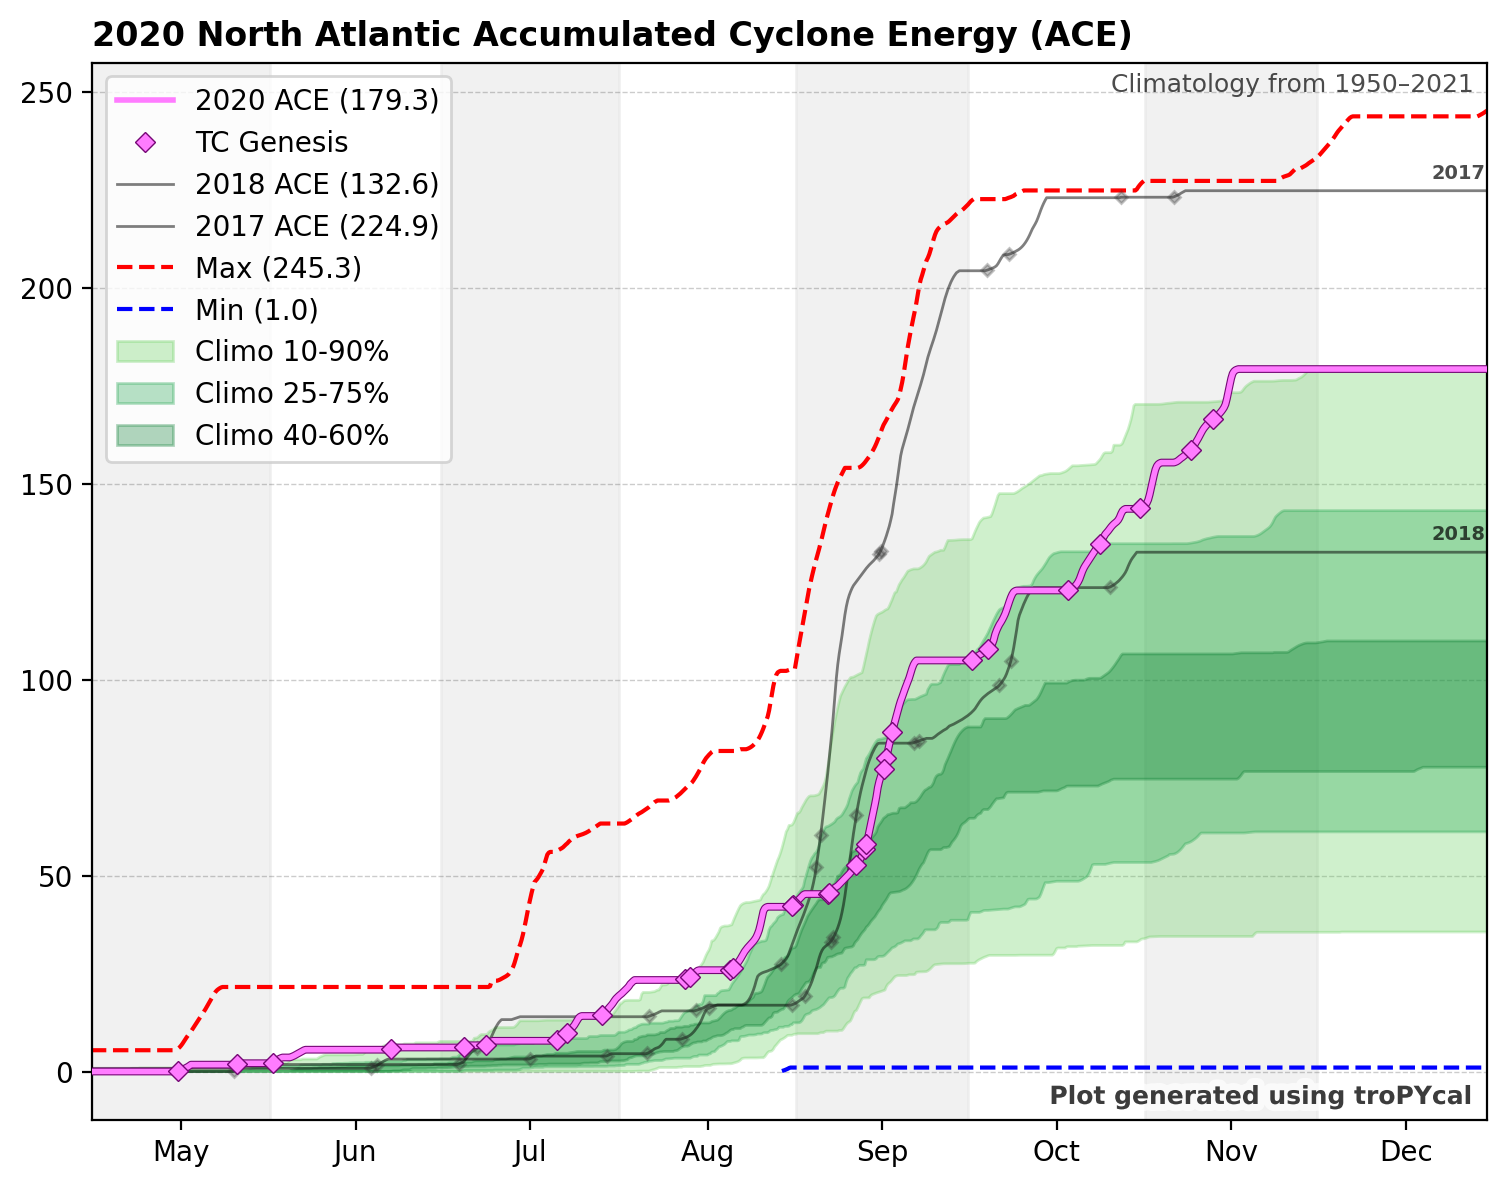 2020 North Atlantic Accumulated Cyclone Energy (ACE)
Climatology from 1950–2021
2020 ACE (179.3)
TC Genesis
2018 ACE (132.6)
2017 ACE (224.9)
Max (245.3)
Min (1.0)
Climo 10-90%
Climo 25-75%
Climo 40-60%
250
200
150
100
50
0
2017
2018
Plot generated using troPYcal
May Jun Jul Aug Sep Oct Nov Dec